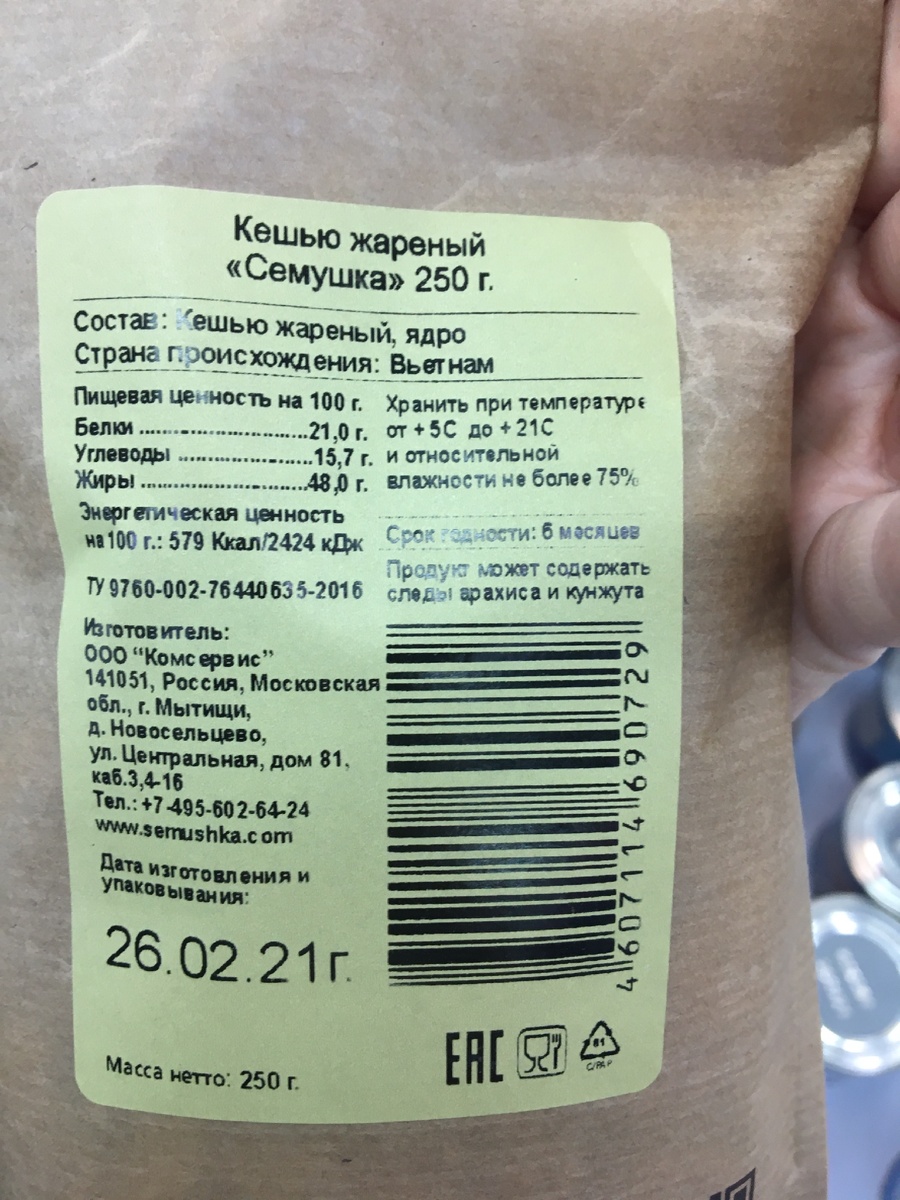 Кешью жареный
«Семушка» 250 г.
Состав: Кешью жареный, ядро
Страна происхождения: Вьетнам
Пищевая ценность на 100 г.
Белки ........................21,0 г.
Углеводы ....................15,7 г.
Жиры ........................48,0 г.
Энергетическая ценность
на 100 г.: 579 Ккал/2424 кДж
ТУ 9760-002-76440635-2016
Изготовитель:
ООО “Комсервис”
141051, Россия, Московская
обл., г. Мытищи,
д. Новосельцево,
ул. Центральная, дом 81,
каб.3,4-16
Тел.: +7-495-602-64-24
www.semushka.com
Дата изготовления и
упаковывания:
26.02.21г.
Масса нетто: 250 г.
Хранить при температуре
от +5С до +21С
и относительной
влажности не более 75%
Срок годности: 6 месяцев
Продукт может содержать
следы арахиса и кунжута
4 607114 690729
EAC
81
C/PAP